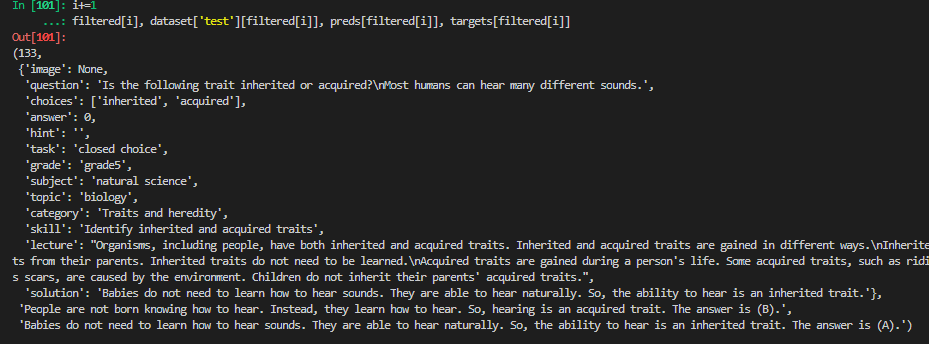 In [101]: i+=1
     ...: filtered[i], dataset['test'][filtered[i]], preds[filtered[i]], targets[filtered[i]]
Out[101]:
(133,
 {'image': None,
  'question': 'Is the following trait inherited or acquired?\nMost humans can hear many different sounds.',
  'choices': ['inherited', 'acquired'],
  'answer': 0,
  'hint': '',
  'task': 'closed choice',
  'grade': 'grade5',
  'subject': 'natural science',
  'topic': 'biology',
  'category': 'Traits and heredity',
  'skill': 'Identify inherited and acquired traits',
  'lecture': "Organisms, including people, have both inherited and acquired traits. Inherited and acquired traits are gained in different ways.\nInherite
ts from their parents. Inherited traits do not need to be learned.\nAcquired traits are gained during a person's life. Some acquired traits, such as ridi
s scars, are caused by the environment. Children do not inherit their parents' acquired traits.",
  'solution': 'Babies do not need to learn how to hear sounds. They are able to hear naturally. So, the ability to hear is an inherited trait.'},
 'People are not born knowing how to hear. Instead, they learn how to hear. So, hearing is an acquired trait. The answer is (B).',
 'Babies do not need to learn how to hear sounds. They are able to hear naturally. So, the ability to hear is an inherited trait. The answer is (A).')